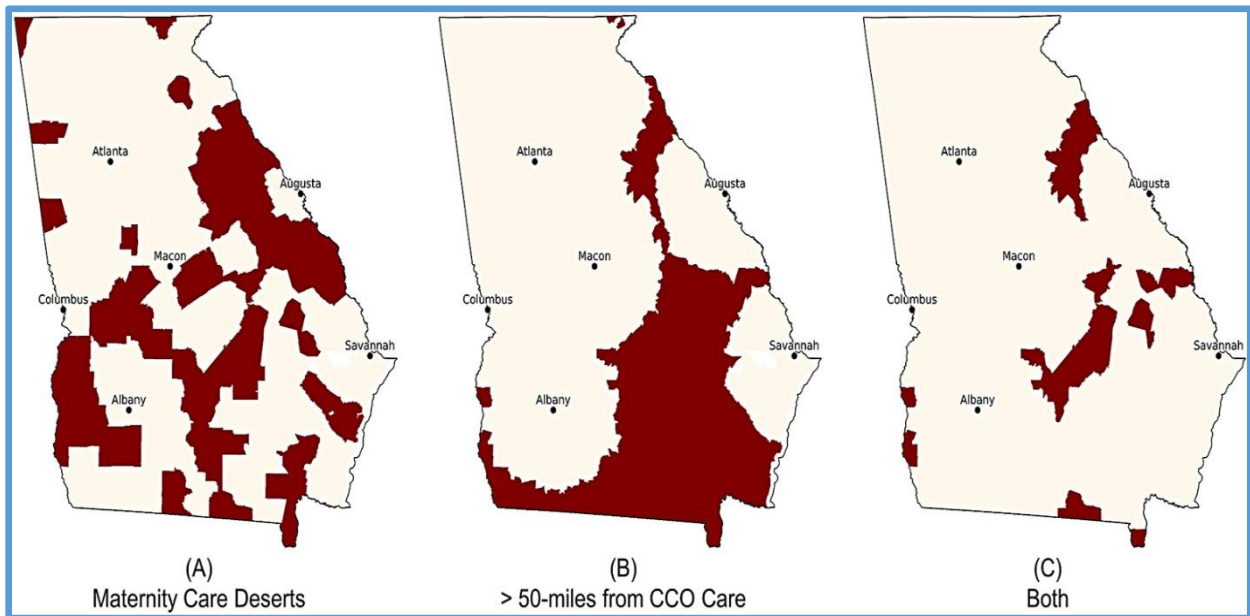 Atlanta
Augusta
Macon
Columbus
Savannah
Albany
(A)
Maternity Care Deserts
Atlanta
Augusta
Macon
Columbus
Savannah
Albany
(B)
> 50-miles from CCO Care
Atlanta
Augusta
Macon
Columbus
Savannah
Albany
(C)
Both